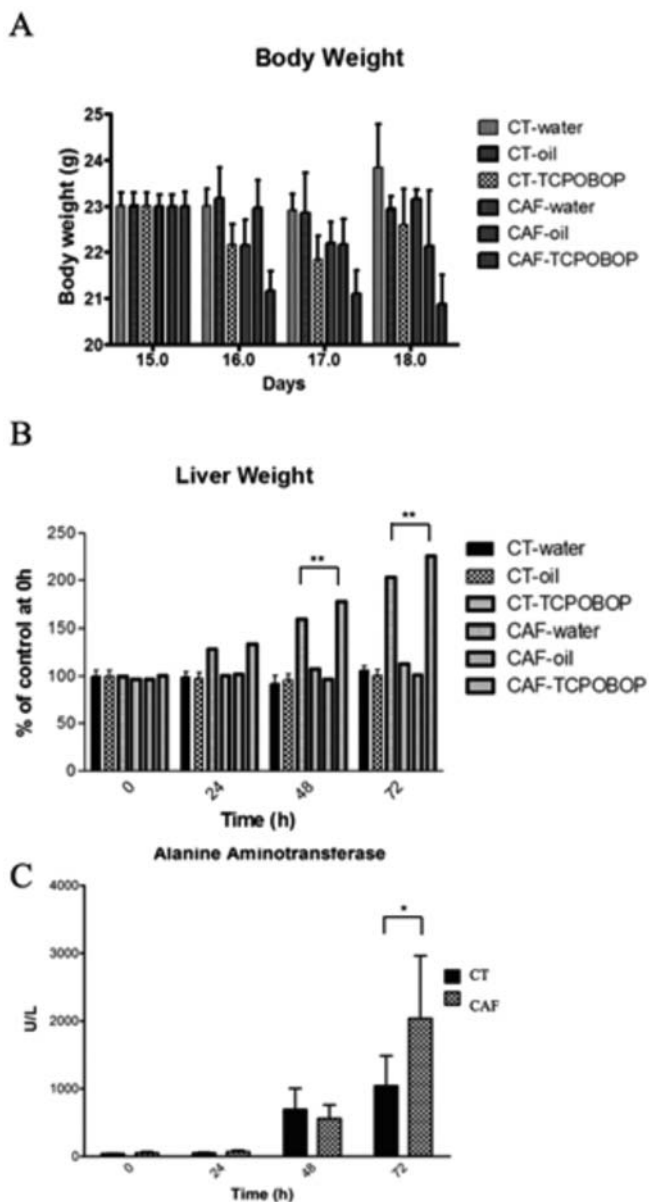 A
Body Weight
Body weight (g)
25
24
23
22
21
20
15.0 16.0 17.0 18.0
Days
CT-water
CT-oil
CT-TCPOBOP
CAF-water
CAF-oil
CAF-TCPOBOP
B
Liver Weight
% of control at 0h
250
200
150
100
50
0
** **
0 24 48 72
Time (h)
CT-water
CT-oil
CT-TCPOBOP
CAF-water
CAF-oil
CAF-TCPOBOP
Alanine Aminotransferase
C
U/L
4000
3000
2000
1000
0
*
0 24 48 72
Time (h)
CT
CAF